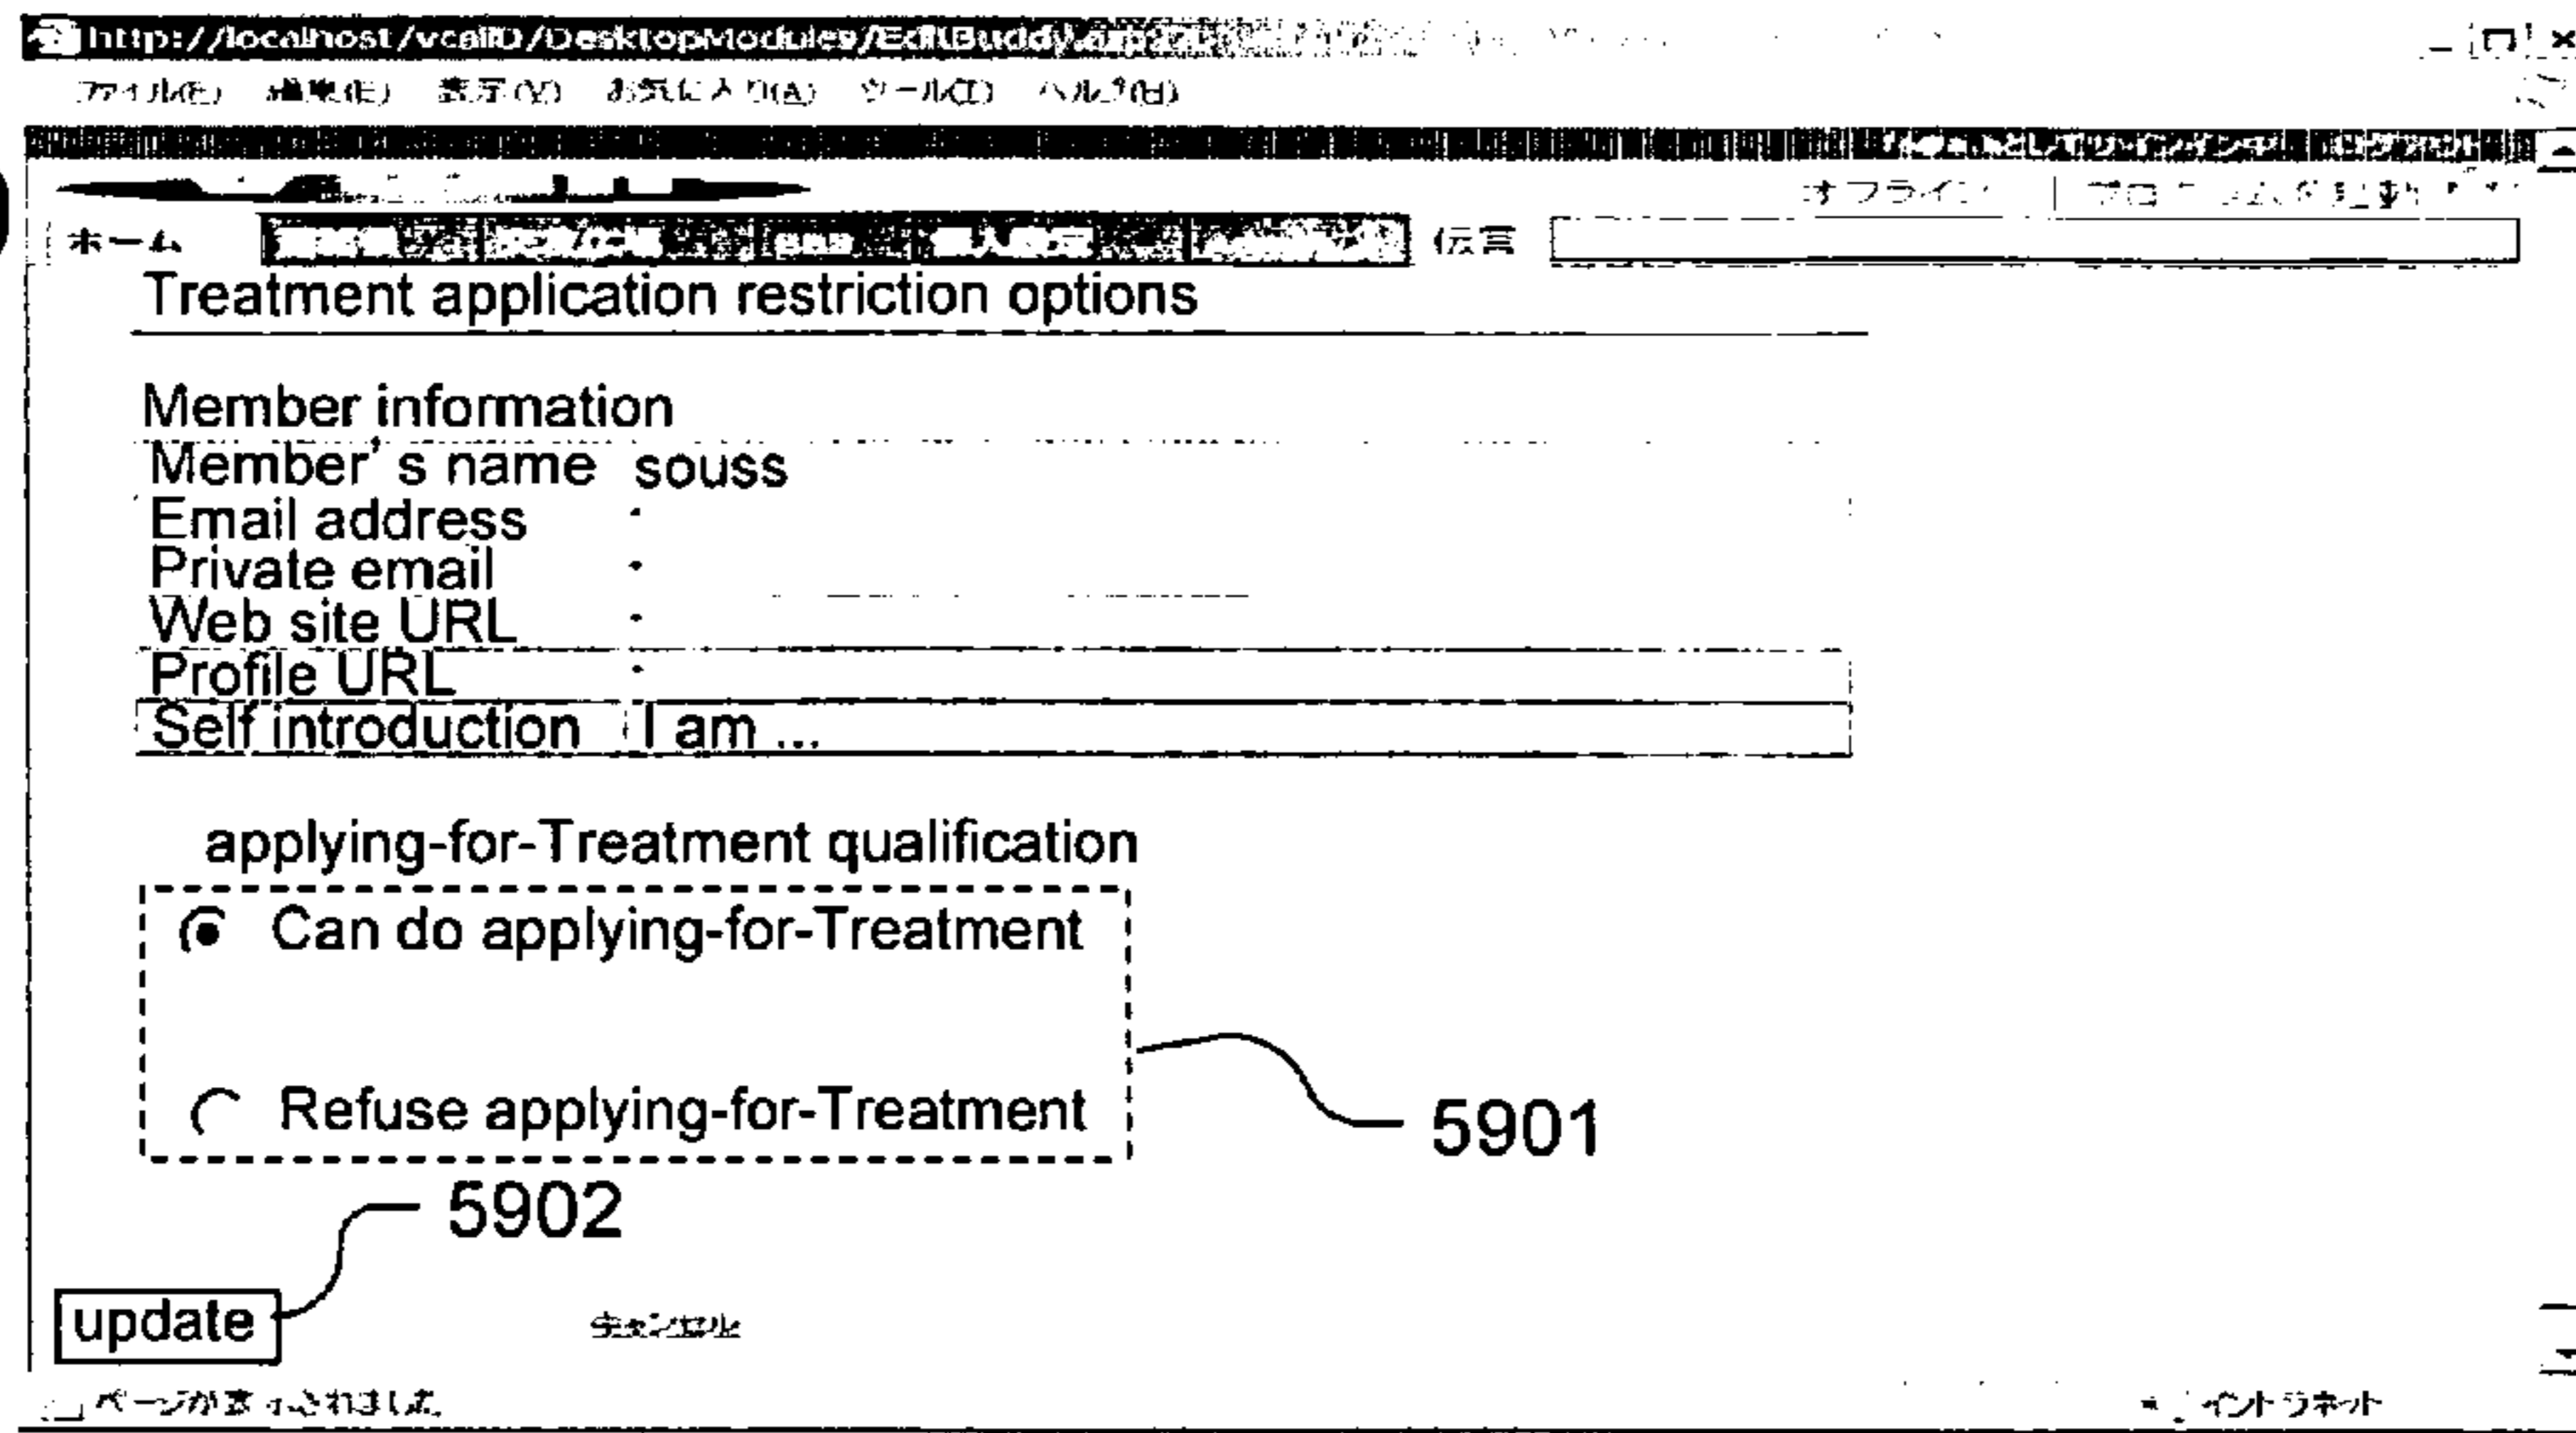 http://localhost/vcallD/DesktopModules/EditBuddy.asp
ファイル(F) 編集(E) 表示(V) お気に入り(A) ツール(T) ヘルプ(H)
オフライン
ホーム 伝言
Treatment application restriction options
Member information
Member's name souss
Email address
Private email
Web site URL
Profile URL
Self introduction I am ...
applying-for-Treatment qualification
Can do applying-for-Treatment
Refuse applying-for-Treatment
5901
5902
update キャンセル
ページが表示されました イントラネット